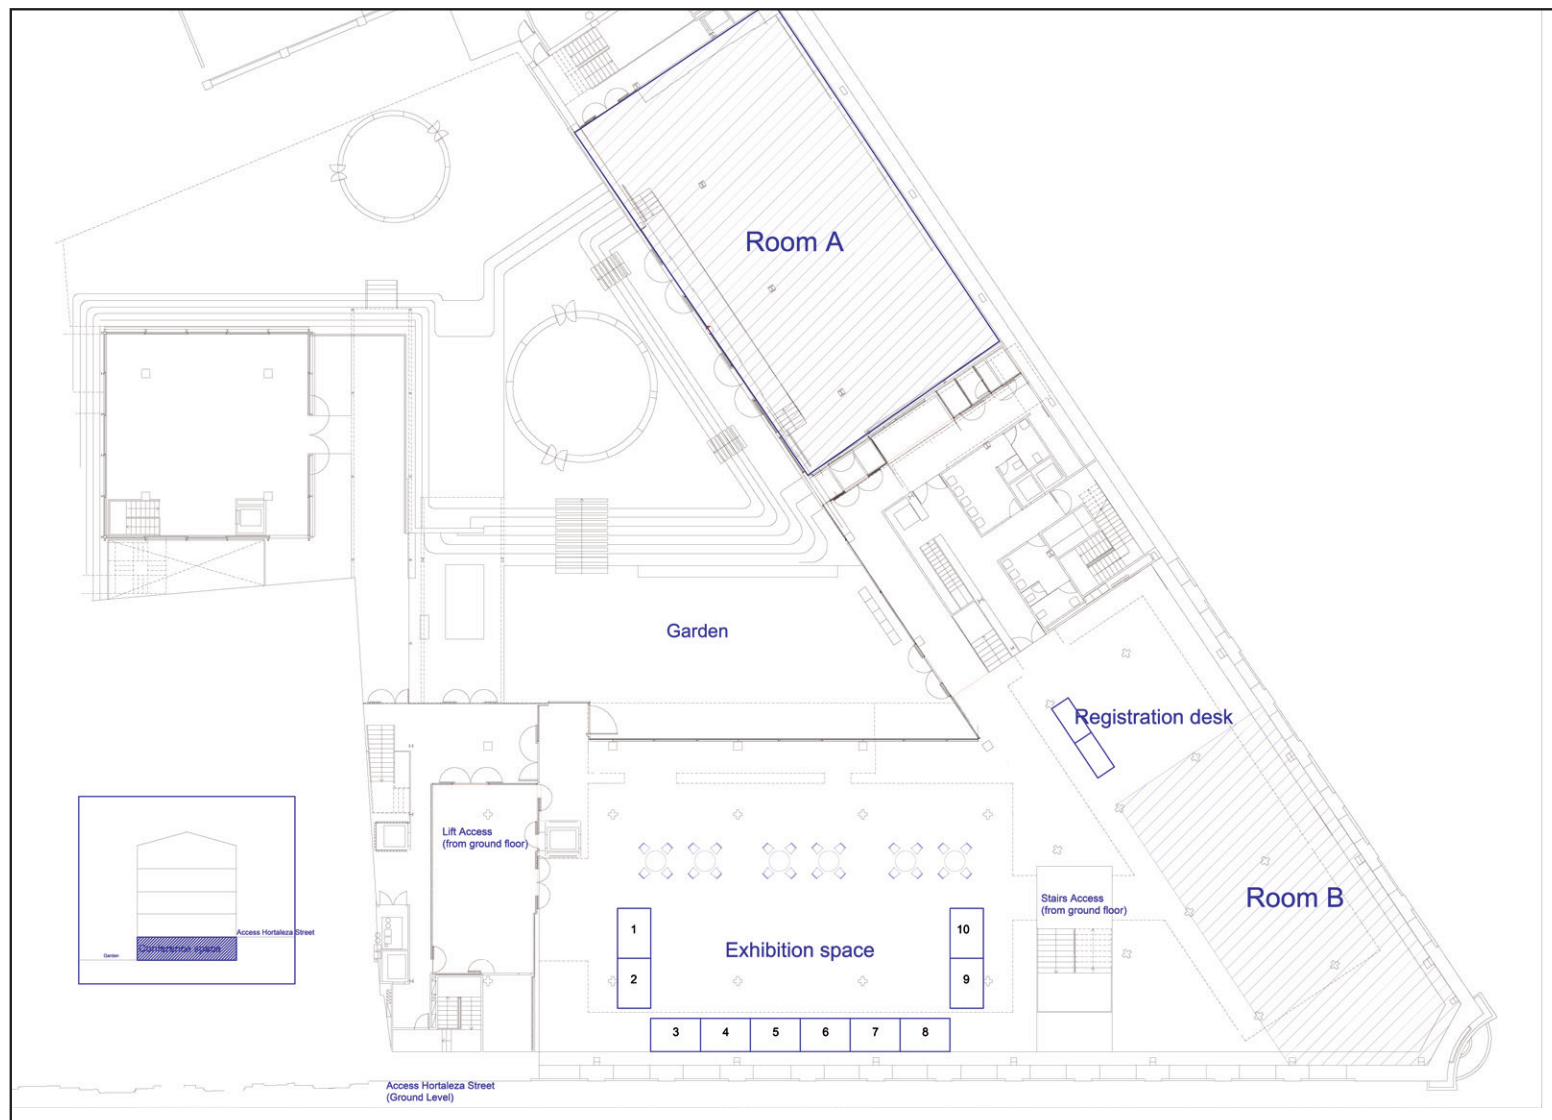 Room A
Garden
Registration desk
Lift Access
(from ground floor)
Stairs Access
(from ground floor)
Room B
1
10
Exhibition space
2
9
3
4
5
6
7
8
Access Hortaleza Street
Conference space
Garden
Access Hortaleza Street
(Ground Level)